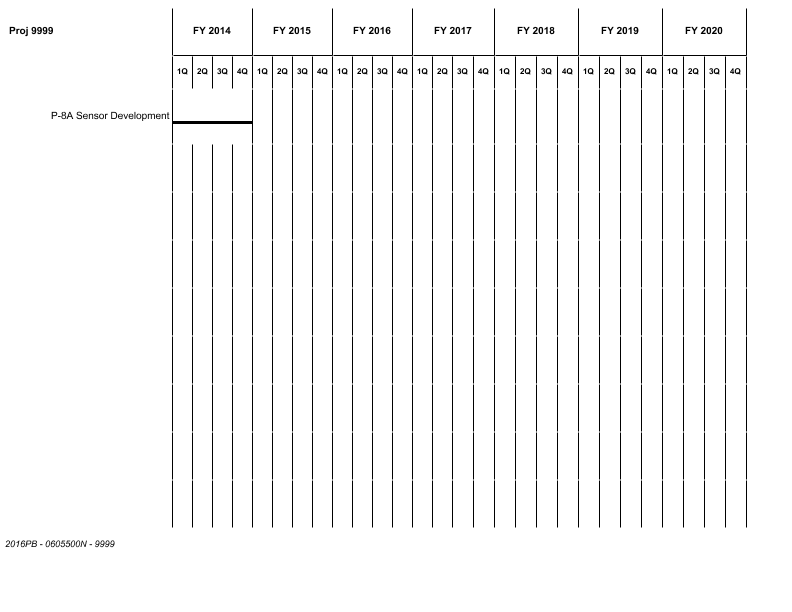 Proj 9999 FY 2014 FY 2015 FY 2016 FY 2017 FY 2018 FY 2019 FY 2020
1Q 2Q 3Q 4Q 1Q 2Q 3Q 4Q 1Q 2Q 3Q 4Q 1Q 2Q 3Q 4Q 1Q 2Q 3Q 4Q 1Q 2Q 3Q 4Q 1Q 2Q 3Q 4Q
P-8A Sensor Development
2016PB - 0605500N - 9999